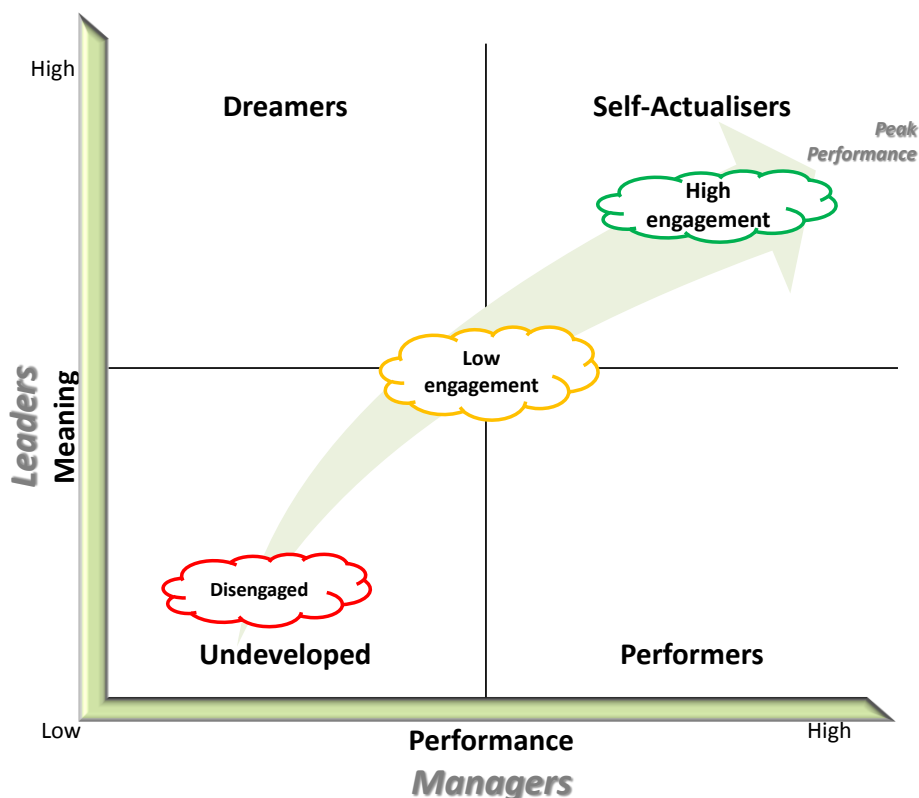 High
Dreamers
Self-Actualisers
Peak
Performance
High
engagement
Leaders
Meaning
Low
engagement
Disengaged
Undeveloped
Performers
Low
High
Performance
Managers